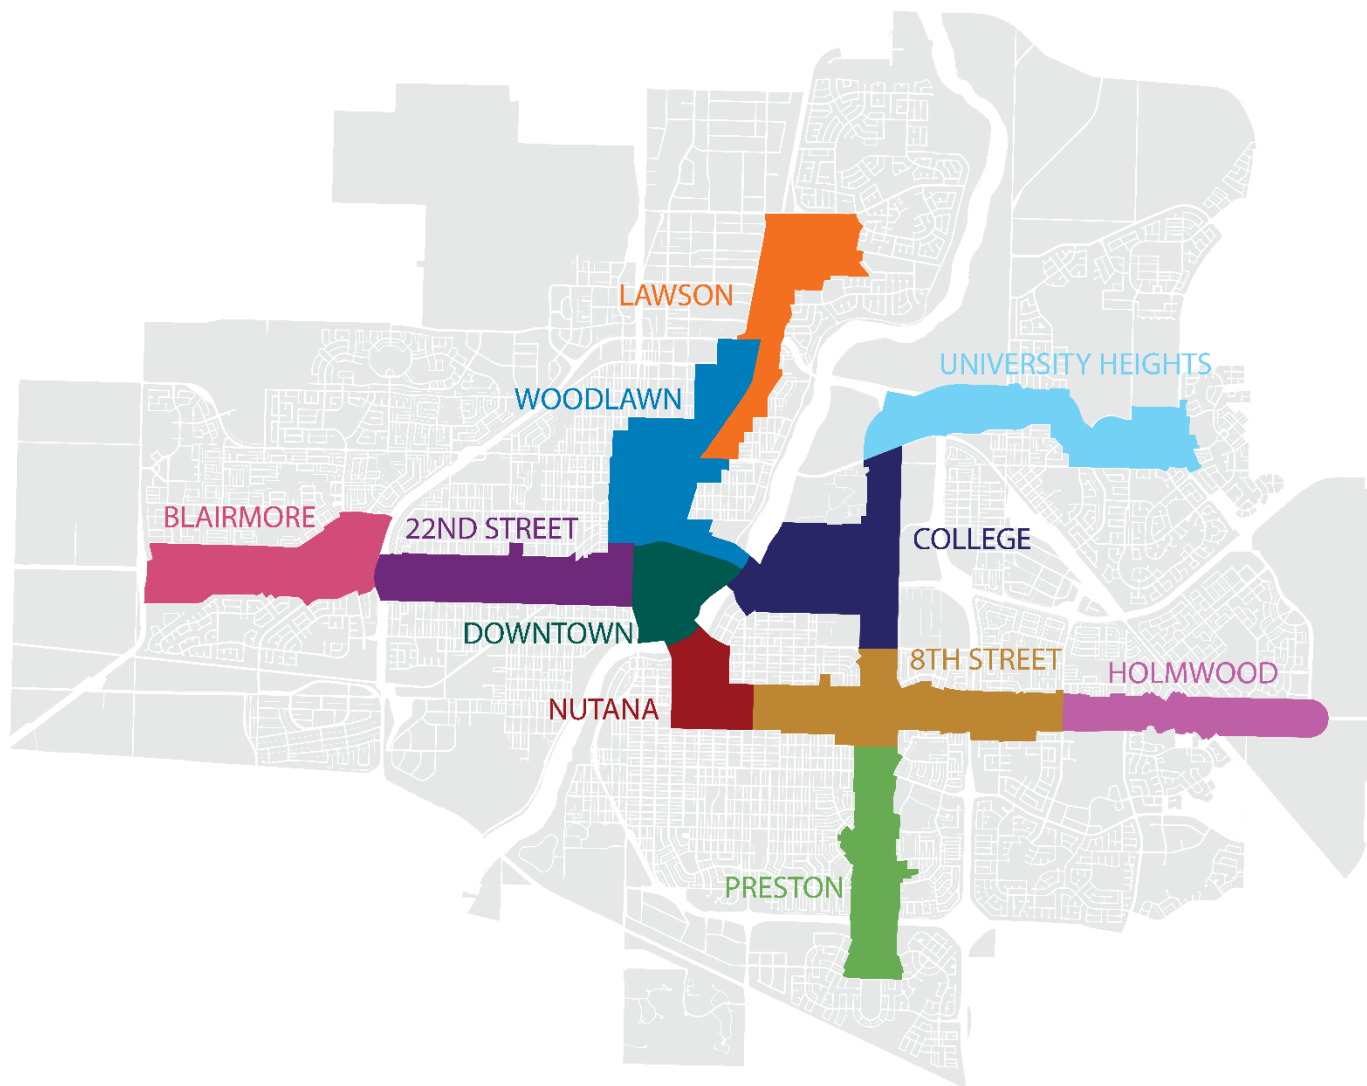 LAWSON
UNIVERSITY HEIGHTS
WOODLAWN
BLAIRMORE
22ND STREET
COLLEGE
DOWNTOWN
8TH STREET
HOLMWOOD
NUTANA
PRESTON